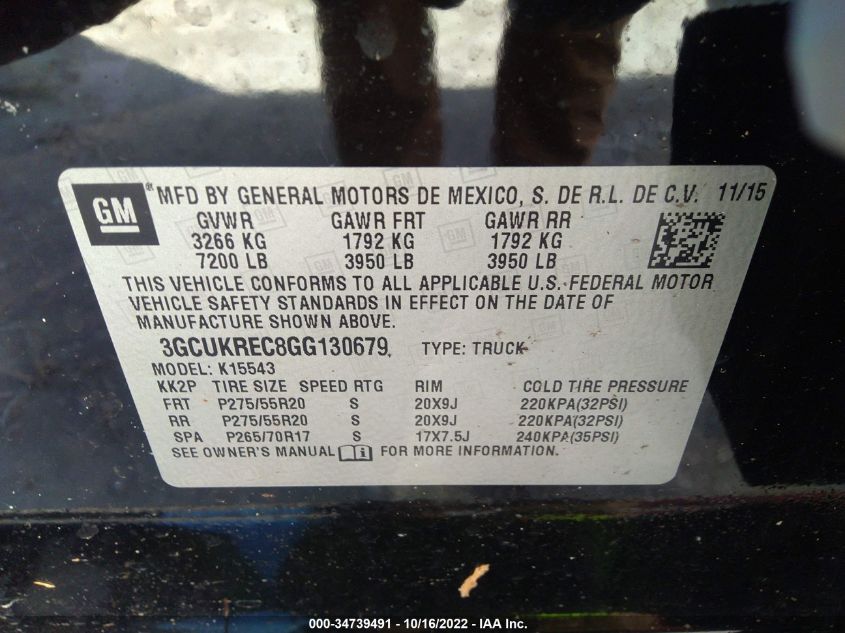 GM ® MFD BY GENERAL MOTORS DE MEXICO, S. DE R.L. DE C.V. 11/15
GVWR GAWR FRT GAWR RR
3266 KG 1792 KG 1792 KG
7200 LB 3950 LB 3950 LB
THIS VEHICLE CONFORMS TO ALL APPLICABLE U.S. FEDERAL MOTOR
VEHICLE SAFETY STANDARDS IN EFFECT ON THE DATE OF
MANUFACTURE SHOWN ABOVE.
3GCUKREC8GG130679 TYPE: TRUCK
MODEL: K15543
KK2P TIRE SIZE SPEED RTG RIM COLD TIRE PRESSURE
FRT P275/55R20 S 20X9J 220KPA(32PSI)
RR P275/55R20 S 20X9J 220KPA(32PSI)
SPA P265/70R17 S 17X7.5J 240KPA(35PSI)
SEE OWNER'S MANUAL FOR MORE INFORMATION.
000-34739491 - 10/16/2022 - IAA Inc.